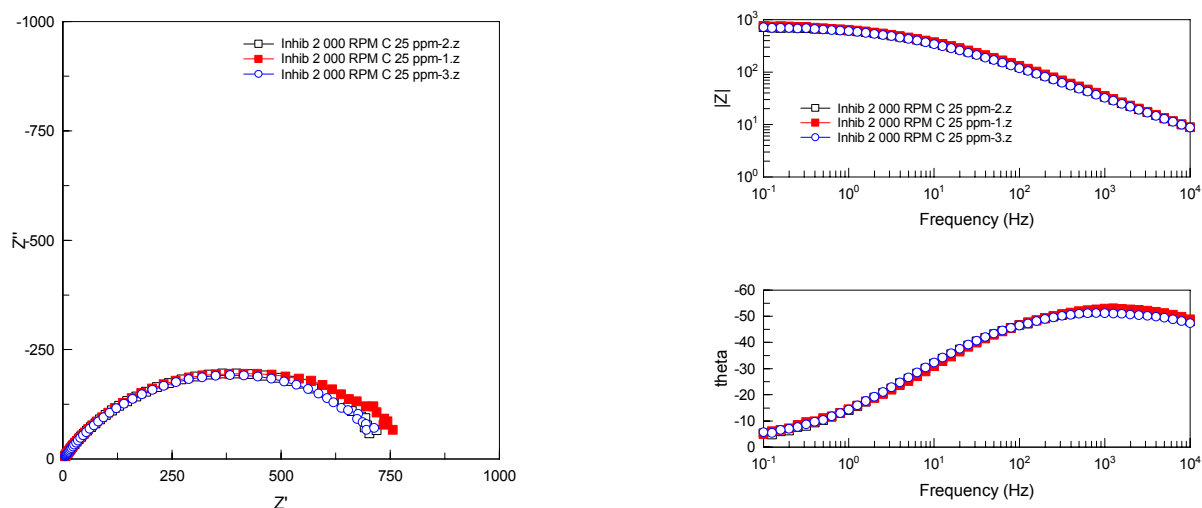 -1000
-750
-500
-250
0
0
250
500
750
1000
Z''
Z'
Inhib 2 000 RPM C 25 ppm-2.z
Inhib 2 000 RPM C 25 ppm-1.z
Inhib 2 000 RPM C 25 ppm-3.z
10^3
10^2
10^1
10^0
|Z|
Inhib 2 000 RPM C 25 ppm-2.z
Inhib 2 000 RPM C 25 ppm-1.z
Inhib 2 000 RPM C 25 ppm-3.z
10^-1
10^0
10^1
10^2
10^3
10^4
Frequency (Hz)
-60
-50
-40
-30
-20
-10
0
theta
10^-1
10^0
10^1
10^2
10^3
10^4
Frequency (Hz)